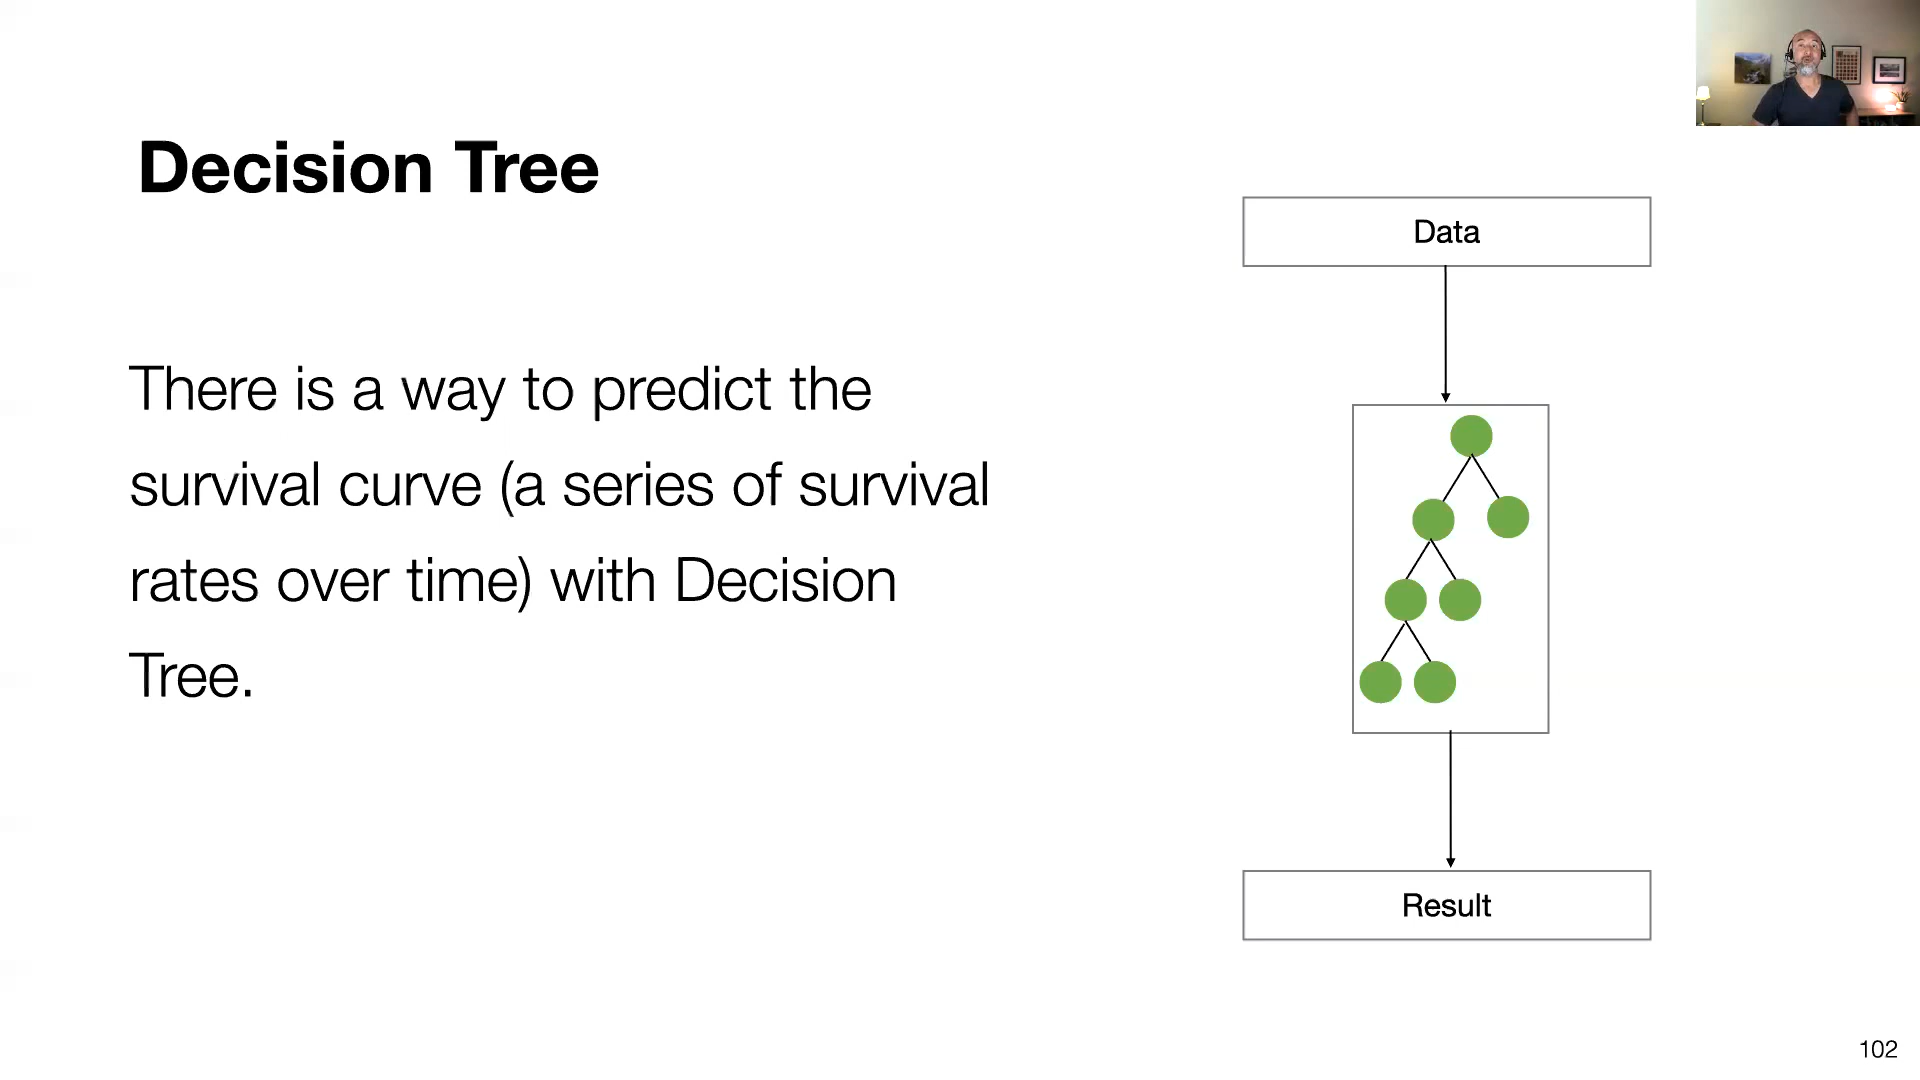 Decision Tree
There is a way to predict the
survival curve (a series of survival
rates over time) with Decision
Tree.
Data
Result
102